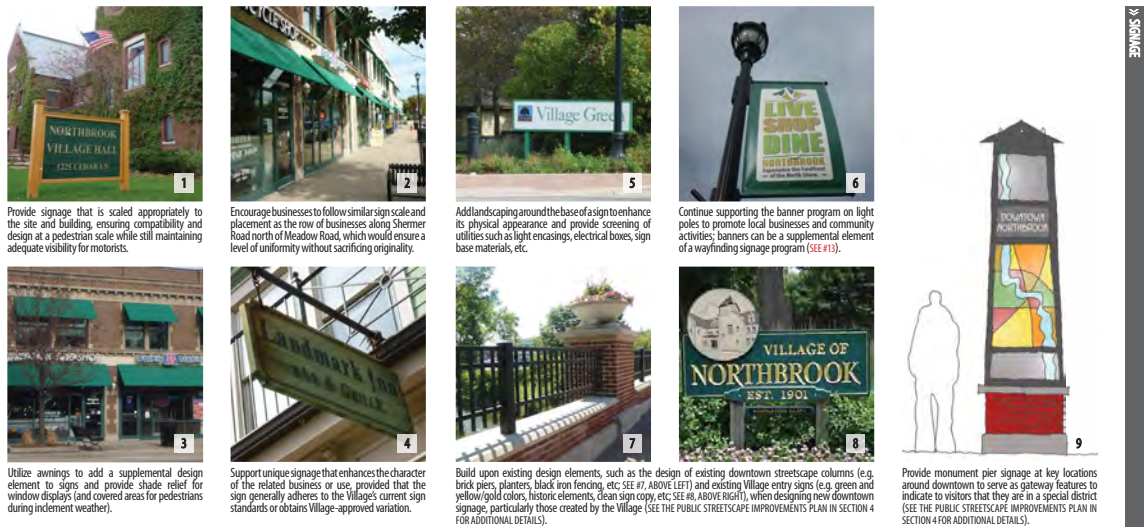 » SIGNAGE
NORTHBROOK
VILLAGE HALL
1225 CEDAR LN
1
Provide signage that is scaled appropriately to
the site and building, ensuring compatibility and
design at a pedestrian scale while still maintaining
adequate visibility for motorists.
CYCLE SHOP
2
Encourage businesses to follow similar sign scale and
placement as the row of businesses along Shermer
Road north of Meadow Road, which would ensure a
level of uniformity without sacrificing originality.
Village Green
5
Add landscaping around the base of a sign to enhance
its physical appearance and provide screening of
utilities such as light encasings, electrical boxes, sign
base materials, etc.
LIVE
SHOP
DINE
NORTHBROOK
Experience the Forefront
of the North Shore.
6
Continue supporting the banner program on light
poles to promote local businesses and community
activities; banners can be a supplemental element
of a wayfinding signage program (SEE #13).
3
Utilize awnings to add a supplemental design
element to signs and provide shade relief for
window displays (and covered areas for pedestrians
during inclement weather).
Landmark Inn
BAR & GRILLE
4
Support unique signage that enhances the character
of the related business or use, provided that the
sign generally adheres to the Village's current sign
standards or obtains Village-approved variation.
7
VILLAGE OF
NORTHBROOK
EST. 1901
8
Build upon existing design elements, such as the design of existing downtown streetscape columns (e.g.
brick piers, planters, black iron fencing, etc; SEE #7, ABOVE LEFT) and existing Village entry signs (e.g. green and
yellow/gold colors, historic elements, clean sign copy, etc; SEE #8, ABOVE RIGHT), when designing new downtown
signage, particularly those created by the Village (SEE THE PUBLIC STREETSCAPE IMPROVEMENTS PLAN IN SECTION 4
FOR ADDITIONAL DETAILS).
DOWNTOWN
NORTHBROOK
9
Provide monument pier signage at key locations
around downtown to serve as gateway features to
indicate to visitors that they are in a special district
(SEE THE PUBLIC STREETSCAPE IMPROVEMENTS PLAN IN
SECTION 4 FOR ADDITIONAL DETAILS).